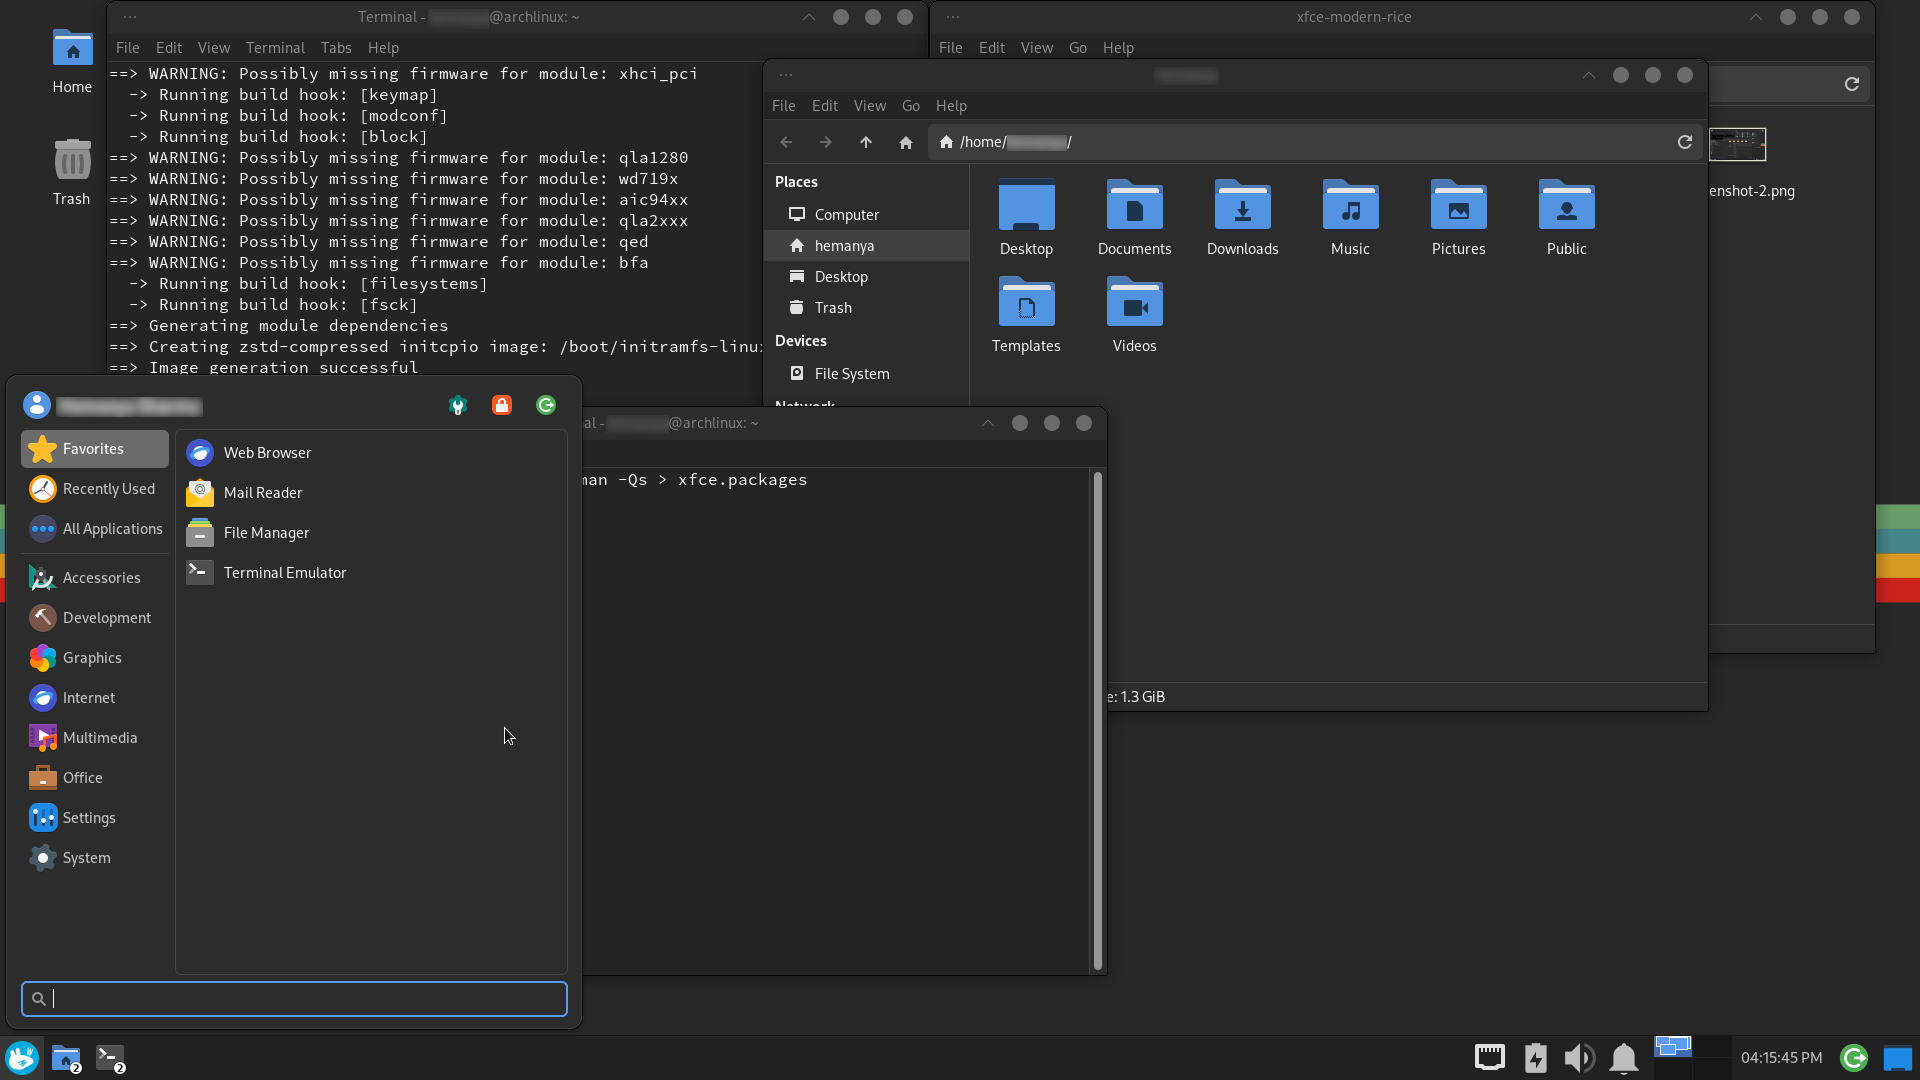 Home
Trash
Terminal - @archlinux: ~
File Edit View Terminal Tabs Help
==> WARNING: Possibly missing firmware for module: xhci_pci
-> Running build hook: [keymap]
-> Running build hook: [modconf]
-> Running build hook: [block]
==> WARNING: Possibly missing firmware for module: qla1280
==> WARNING: Possibly missing firmware for module: wd719x
==> WARNING: Possibly missing firmware for module: aic94xx
==> WARNING: Possibly missing firmware for module: qla2xxx
==> WARNING: Possibly missing firmware for module: qed
==> WARNING: Possibly missing firmware for module: bfa
-> Running build hook: [filesystems]
-> Running build hook: [fsck]
==> Generating module dependencies
==> Creating zstd-compressed initcpio image: /boot/initramfs-linu
==> Image generation successful
xfce-modern-rice
File Edit View Go Help
enshot-2.png
File Edit View Go Help
/home/ /
Places
Computer
hemanya
Desktop
Trash
Devices
File System
Network
Desktop
Documents
Downloads
Music
Pictures
Public
Templates
Videos
e: 1.3 GiB
al - @archlinux: ~
man -Qs > xfce.packages
Favorites
Recently Used
All Applications
Accessories
Development
Graphics
Internet
Multimedia
Office
Settings
System
Web Browser
Mail Reader
File Manager
Terminal Emulator
2
2
04:15:45 PM